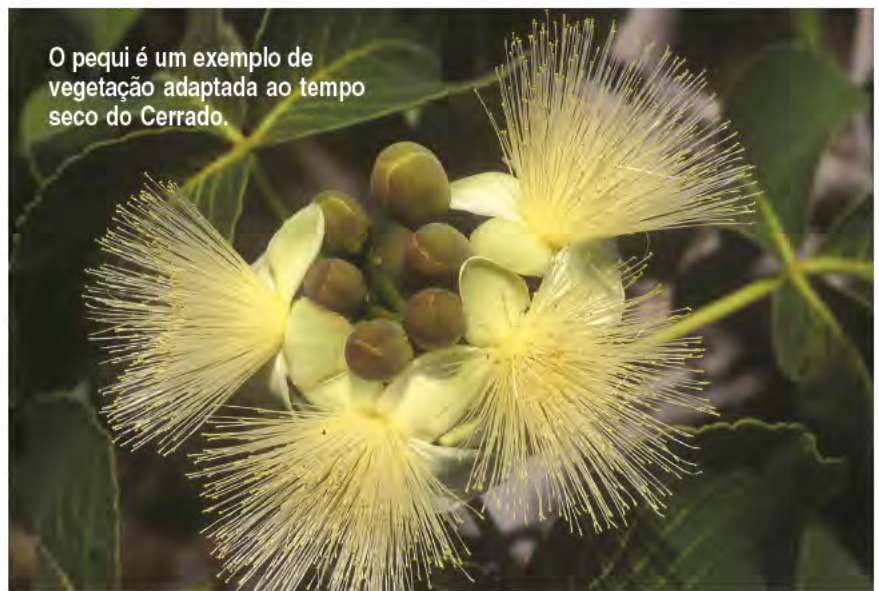 O pequi é um exemplo de
vegetação adaptada ao tempo
seco do Cerrado.